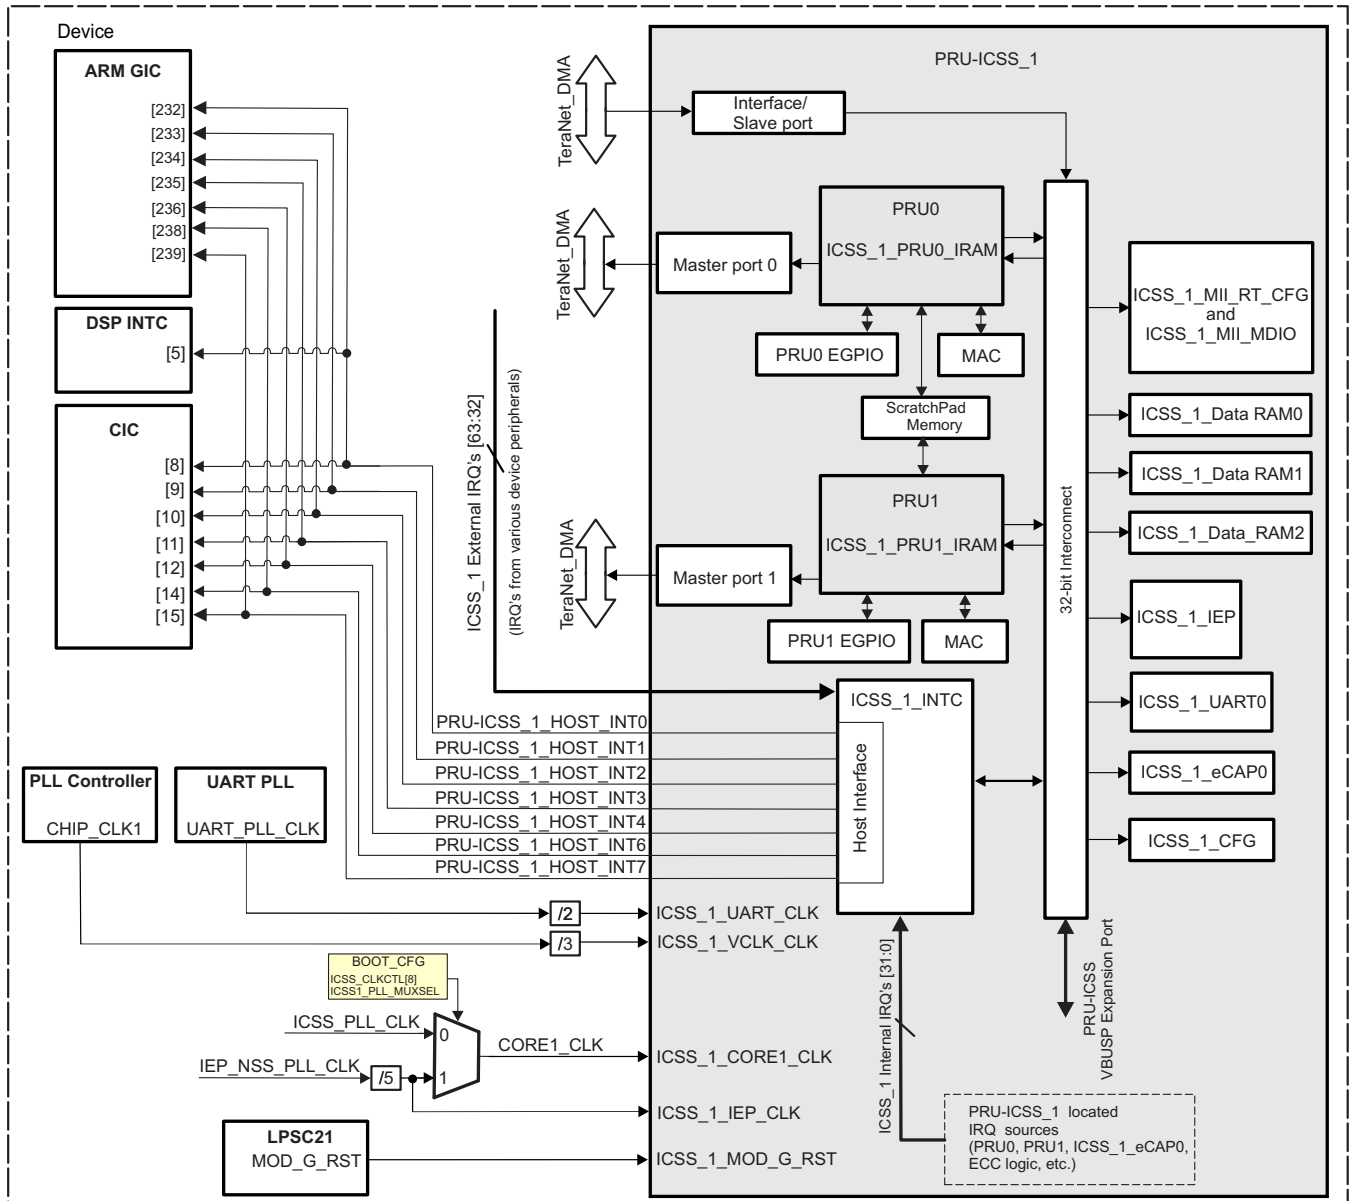 Device
ARM GIC
[232]
[233]
[234]
[235]
[236]
[238]
[239]
DSP INTC
[5]
CIC
[8]
[9]
[10]
[11]
[12]
[14]
[15]
TeraNet_DMA
TeraNet_DMA
TeraNet_DMA
ICSS_1 External IRQ's [63:32]
(IRQ's from various device peripherals)
PRU-ICSS_1
Interface/
Slave port
Master port 0
PRU0
ICSS_1_PRU0_IRAM
PRU0 EGPIO
MAC
ScratchPad
Memory
Master port 1
PRU1
ICSS_1_PRU1_IRAM
PRU1 EGPIO
MAC
32-bit Interconnect
ICSS_1_MII_RT_CFG
and
ICSS_1_MII_MDIO
ICSS_1_Data RAM0
ICSS_1_Data RAM1
ICSS_1_Data_RAM2
ICSS_1_IEP
ICSS_1_UART0
ICSS_1_eCAP0
ICSS_1_CFG
ICSS_1_INTC
Host Interface
PRU-ICSS_1_HOST_INT0
PRU-ICSS_1_HOST_INT1
PRU-ICSS_1_HOST_INT2
PRU-ICSS_1_HOST_INT3
PRU-ICSS_1_HOST_INT4
PRU-ICSS_1_HOST_INT6
PRU-ICSS_1_HOST_INT7
PLL Controller
CHIP_CLK1
UART PLL
UART_PLL_CLK
/2
ICSS_1_UART_CLK
/3
ICSS_1_VCLK_CLK
BOOT_CFG
ICSS_CLKCTL[8]
ICSS1_PLL_MUXSEL
ICSS_PLL_CLK
0
IEP_NSS_PLL_CLK
/5
1
CORE1_CLK
ICSS_1_CORE1_CLK
ICSS_1_IEP_CLK
LPSC21
MOD_G_RST
ICSS_1_MOD_G_RST
ICSS_1 Internal IRQ's [31:0]
PRU-ICSS
VBUSP Expansion Port
PRU-ICSS_1 located
IRQ sources
(PRU0, PRU1, ICSS_1_eCAP0,
ECC logic, etc.)